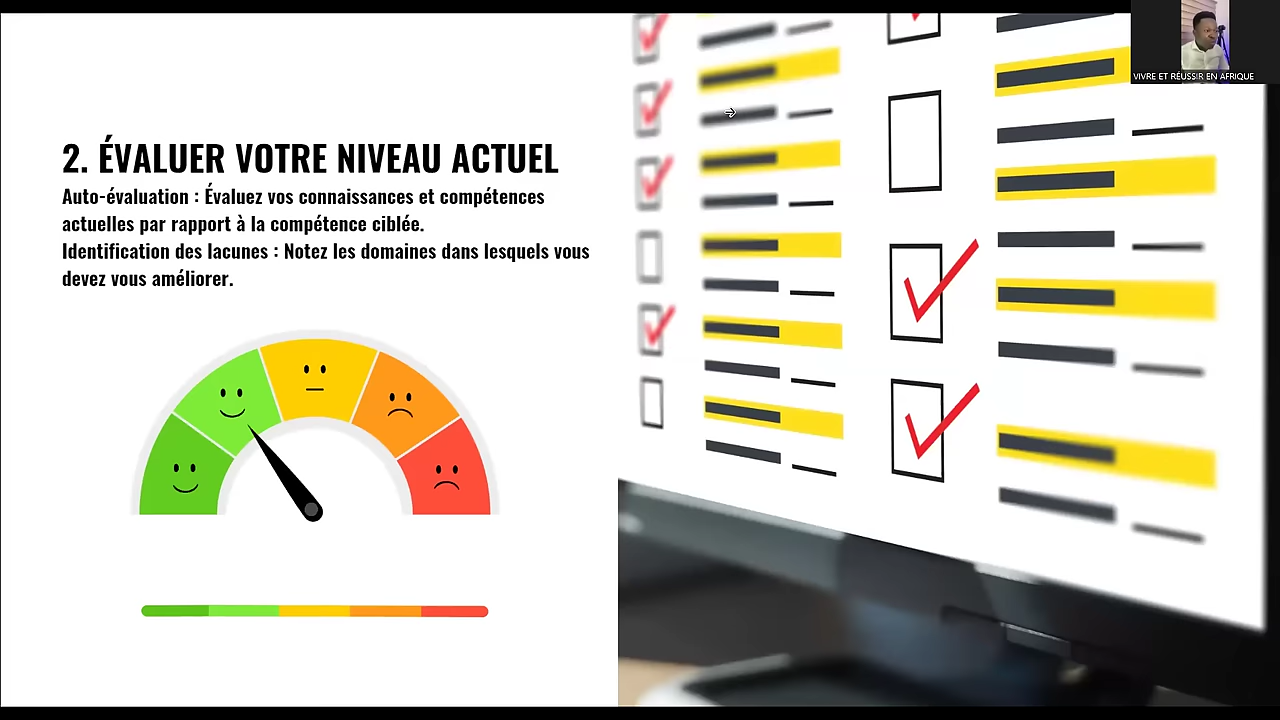 VIVRE ET RÉUSSIR EN AFRIQUE
2. ÉVALUER VOTRE NIVEAU ACTUEL
Auto-évaluation : Évaluez vos connaissances et compétences
actuelles par rapport à la compétence ciblée.
Identification des lacunes : Notez les domaines dans lesquels vous
devez vous améliorer.